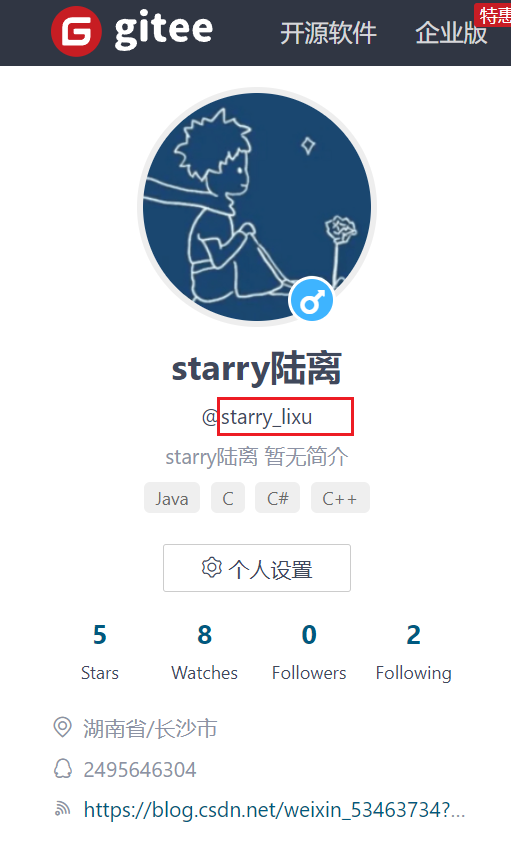 gitee 开源软件 企业版 特惠
starry陆离
@starry_lixu
starry陆离 暂无简介
Java C C# C++
个人设置
5 8 0 2
Stars Watches Followers Following
湖南省/长沙市
2495646304
https://blog.csdn.net/weixin_53463734?...